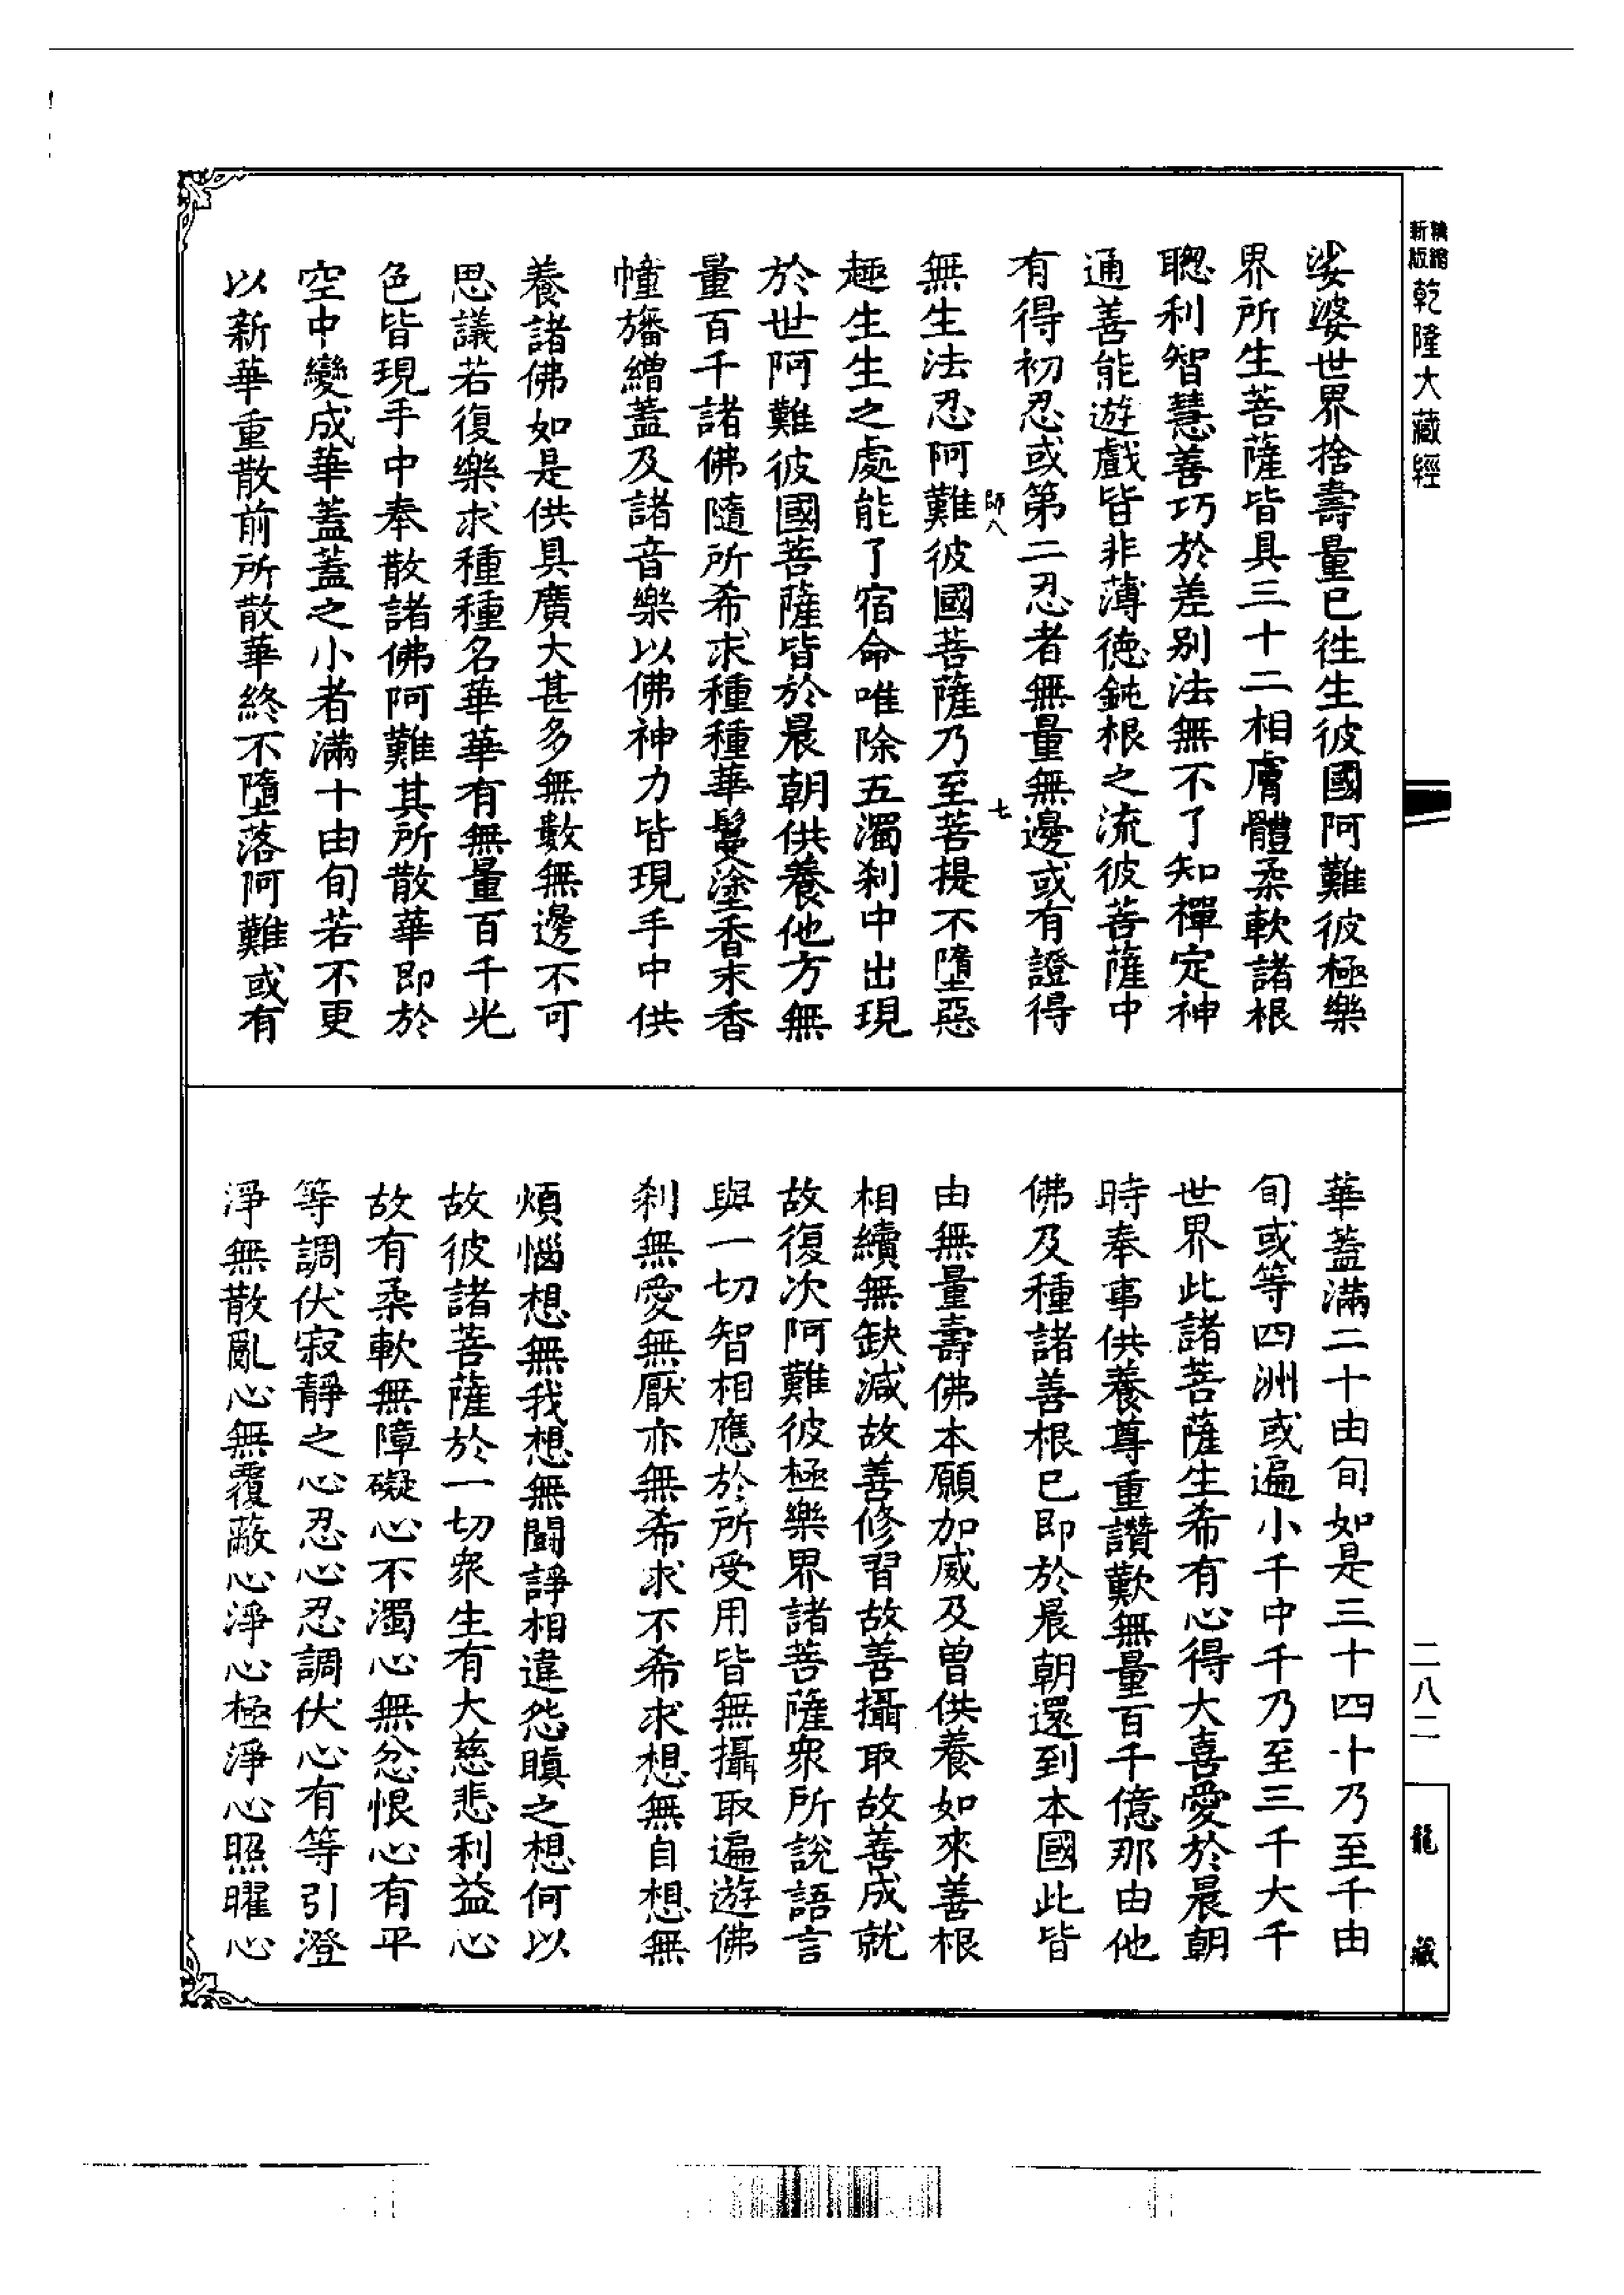 新版精縮乾隆大藏經
娑婆世界捨壽量已徃生彼國阿難彼極樂
界所生菩薩皆具三十二相膚體柔軟諸根
聰利智慧善巧於差別法無不了知禪定神
通善能遊戲皆非薄德鈍根之流彼菩薩中
有得初忍或第二忍者無量無邊或有證得
師八
七
無生法忍阿難彼國菩薩乃至菩提不墮惡
趣生生之處能了宿命唯除五濁剎中出現
於世阿難彼國菩薩皆於晨朝供養他方無
量百千諸佛隨所希求種種華鬘塗香末香
幢旛繒蓋及諸音樂以佛神力皆現手中供
養諸佛如是供具廣大甚多無數無邊不可
思議若復樂求種種名華華有無量百千光
色皆現手中奉散諸佛阿難其所散華即於
空中變成華蓋蓋之小者滿十由旬若不更
以新華重散前所散華終不墮落阿難或有
華蓋滿二十由旬如是三十四十乃至千由
旬或等四洲或遍小千中千乃至三千大千
世界此諸菩薩生希有心得大喜愛於晨朝
時奉事供養尊重讚歎無量百千億那由他
佛及種諸善根已即於晨朝還到本國此皆
由無量壽佛本願加威及曾供養如來善根
相續無缺減故善修習故善攝取故善成就
故復次阿難彼極樂界諸菩薩衆所說語言
與一切智相應於所受用皆無攝取遍遊佛
剎無愛無厭亦無希求不希求想無自想無
煩惱想無我想無鬬諍相違怨瞋之想何以
故彼諸菩薩於一切衆生有大慈悲利益心
故有柔軟無障礙心不濁心無忿恨心有平
等調伏寂靜之心忍心忍調伏心有等引澄
淨無散亂心無覆蔽心淨心極淨心照曜心
二八二
龍藏